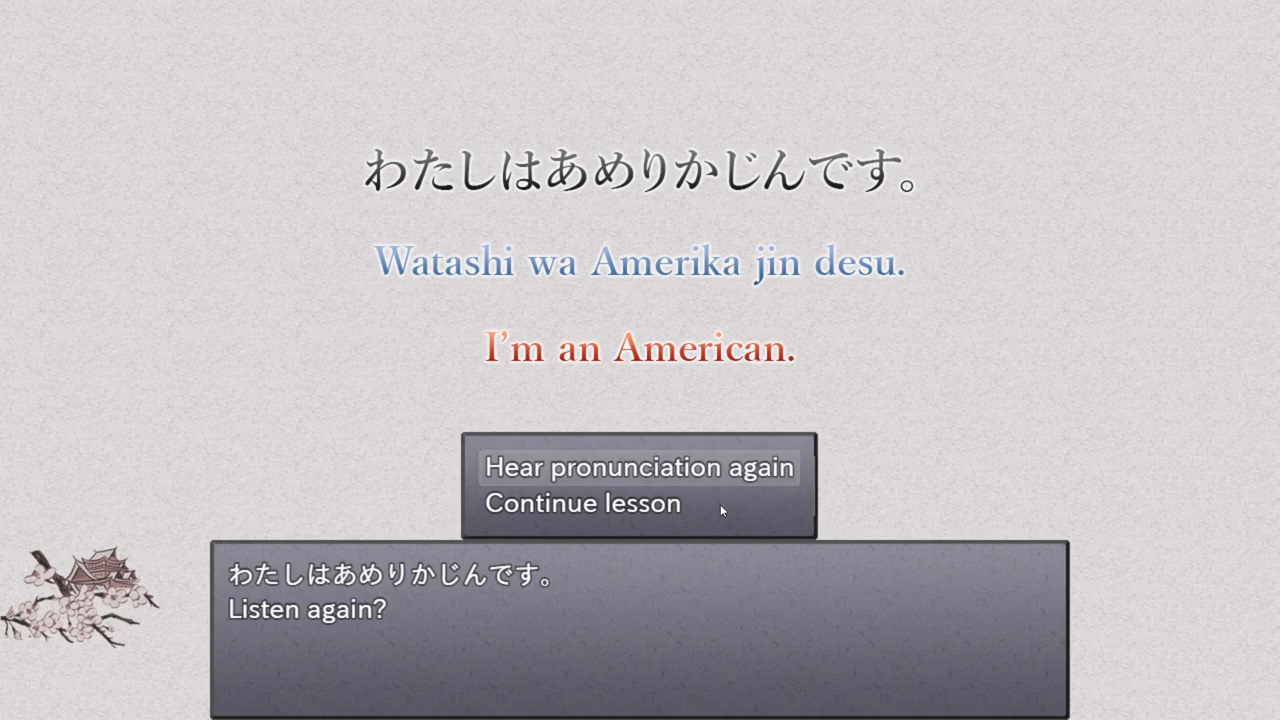 わたしはあめりかじんです。
Watashi wa Amerika jin desu.
I'm an American.
Hear pronunciation again
Continue lesson
わたしはあめりかじんです。
Listen again?